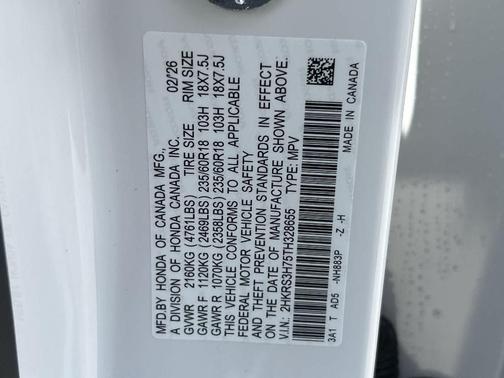 MFD.BY HONDA OF CANADA MFG., 02/26
A DIVISION OF HONDA CANADA INC.
GVWR 2160KG (4761LBS) TIRE SIZE RIM SIZE
GAWR F 1120KG (2469LBS) 235/60R18 103H 18X7.5J
GAWR R 1070KG (2358LBS) 235/60R18 103H 18X7.5J
THIS VEHICLE CONFORMS TO ALL APPLICABLE
FEDERAL MOTOR VEHICLE SAFETY
AND THEFT PREVENTION STANDARDS IN EFFECT
ON THE DATE OF MANUFACTURE SHOWN ABOVE.
V.I.N.: 2HKRS3H75TH328655 TYPE: MPV
3A1 T AD5 -NH883P -Z -H MADE IN CANADA